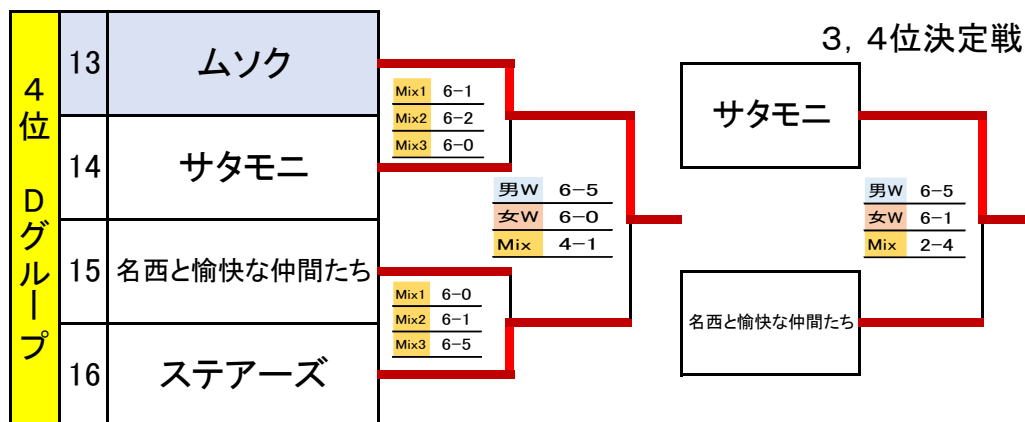 4位 Dグループ
13 ムソク
14 サタモニ
15 名西と愉快な仲間たち
16 ステアーズ
Mix1 6-1
Mix2 6-2
Mix3 6-0
Mix1 6-0
Mix2 6-1
Mix3 6-5
男W 6-5
女W 6-0
Mix 4-1
3，4位決定戦
サタモニ
名西と愉快な仲間たち
男W 6-5
女W 6-1
Mix 2-4